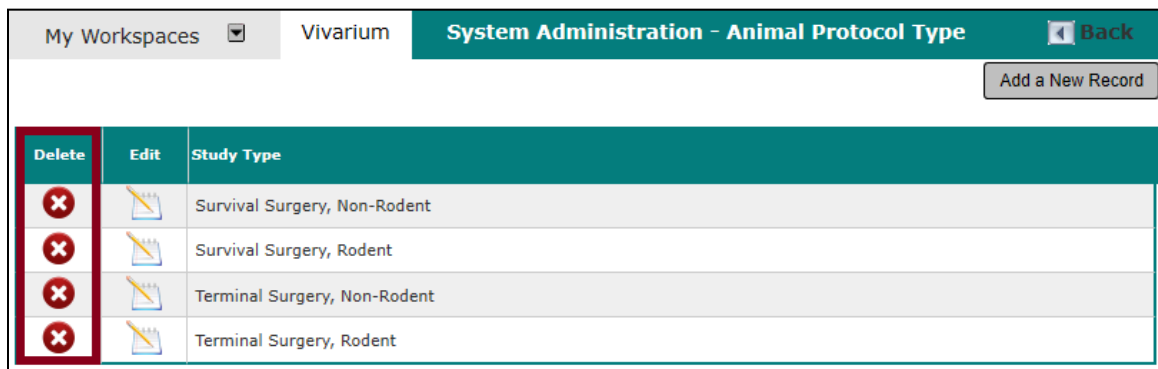 My Workspaces Vivarium System Administration - Animal Protocol Type Back
Add a New Record
Delete Edit Study Type
Survival Surgery, Non-Rodent
Survival Surgery, Rodent
Terminal Surgery, Non-Rodent
Terminal Surgery, Rodent